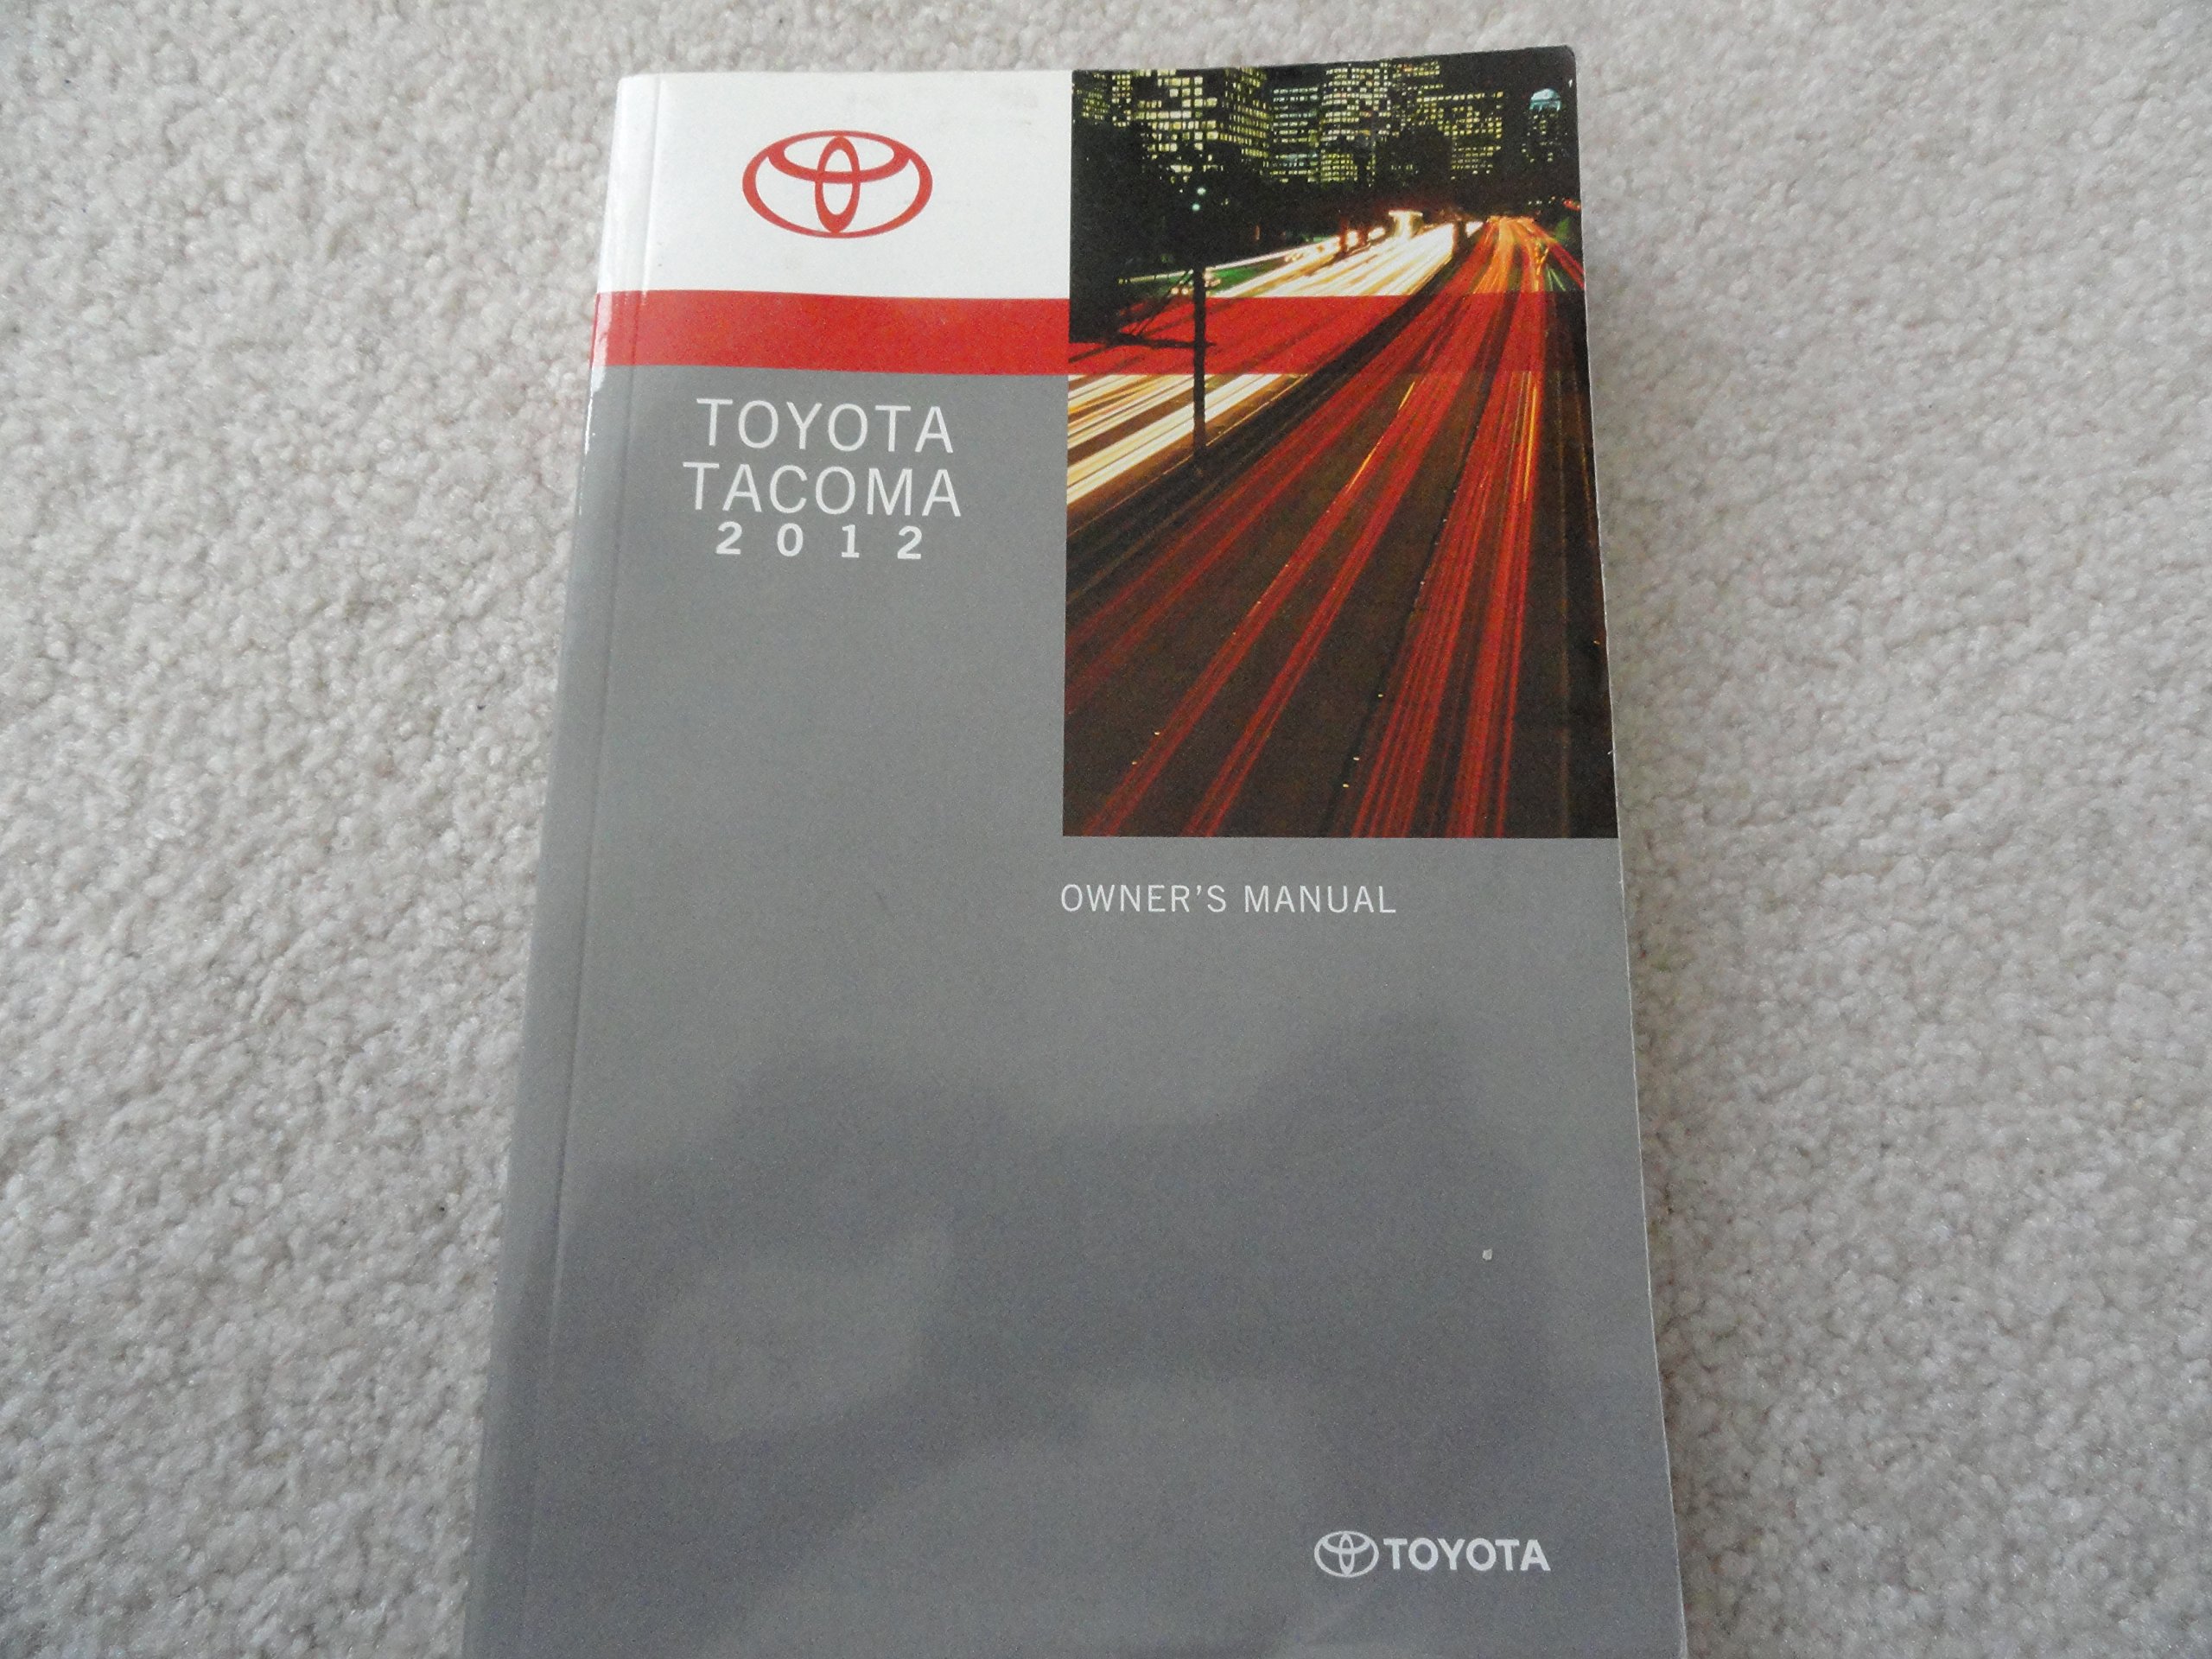 TOYOTA
TACOMA
2012
OWNER'S MANUAL
TOYOTA